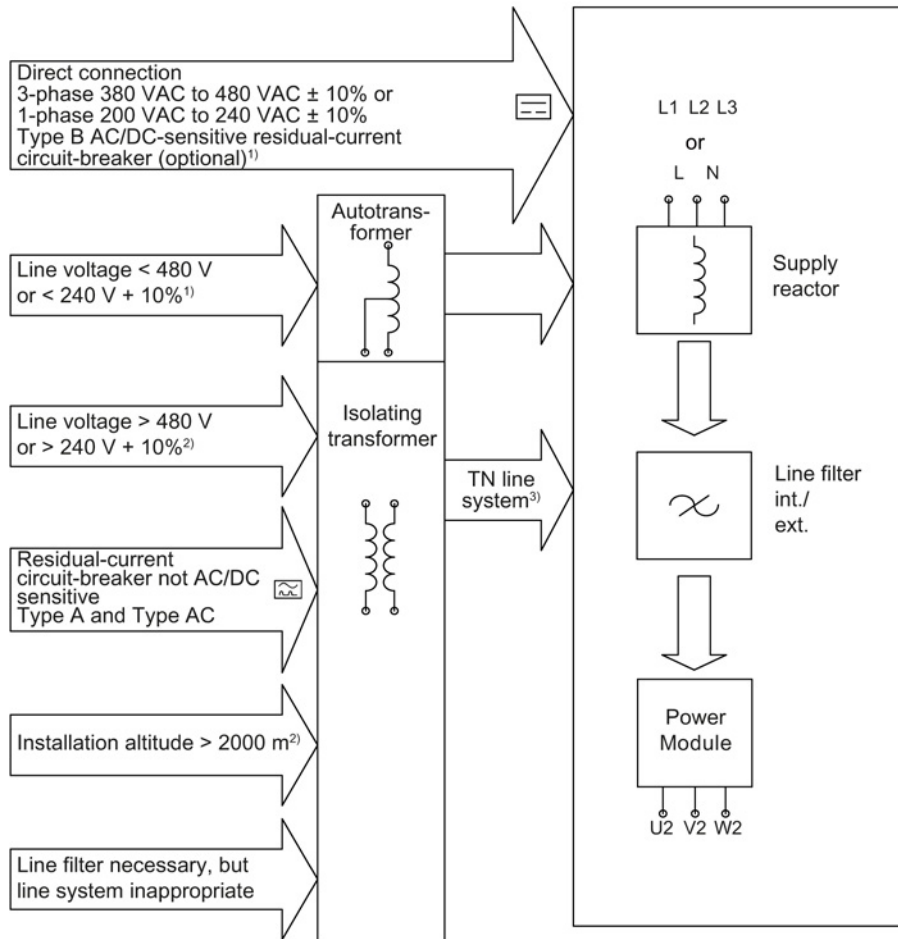 Direct connection
3-phase 380 VAC to 480 VAC ± 10% or
1-phase 200 VAC to 240 VAC ± 10%
Type B AC/DC-sensitive residual-current
circuit-breaker (optional)1)
L1 L2 L3
or
L N
Autotrans-
former
Line voltage < 480 V
or < 240 V + 10%1)
Supply
reactor
Line voltage > 480 V
or > 240 V + 10%2)
Isolating
transformer
TN line
system3)
Line filter
int./
ext.
Residual-current
circuit-breaker not AC/DC
sensitive
Type A and Type AC
Installation altitude > 2000 m2)
Power
Module
U2 V2 W2
Line filter necessary, but
line system inappropriate